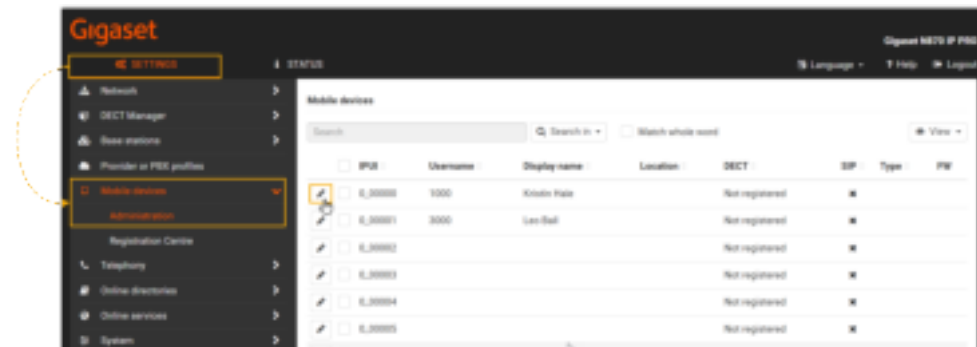 Gigaset
Gigaset N870 IP PRO
SETTINGS
STATUS
Language
? Help
Logout
Network
DECT Manager
Base stations
Provider or PBX profiles
Mobile devices
Administration
Registration Centre
Telephony
Online directories
Online services
System
Mobile devices
Search
Search in
Match whole word
View
IPUI Username Display name Location DECT SIP Type FW
0_00000 1000 Kristin Hale Not registered
0_00001 3000 Leo Ball Not registered
0_00002 Not registered
0_00003 Not registered
0_00004 Not registered
0_00005 Not registered